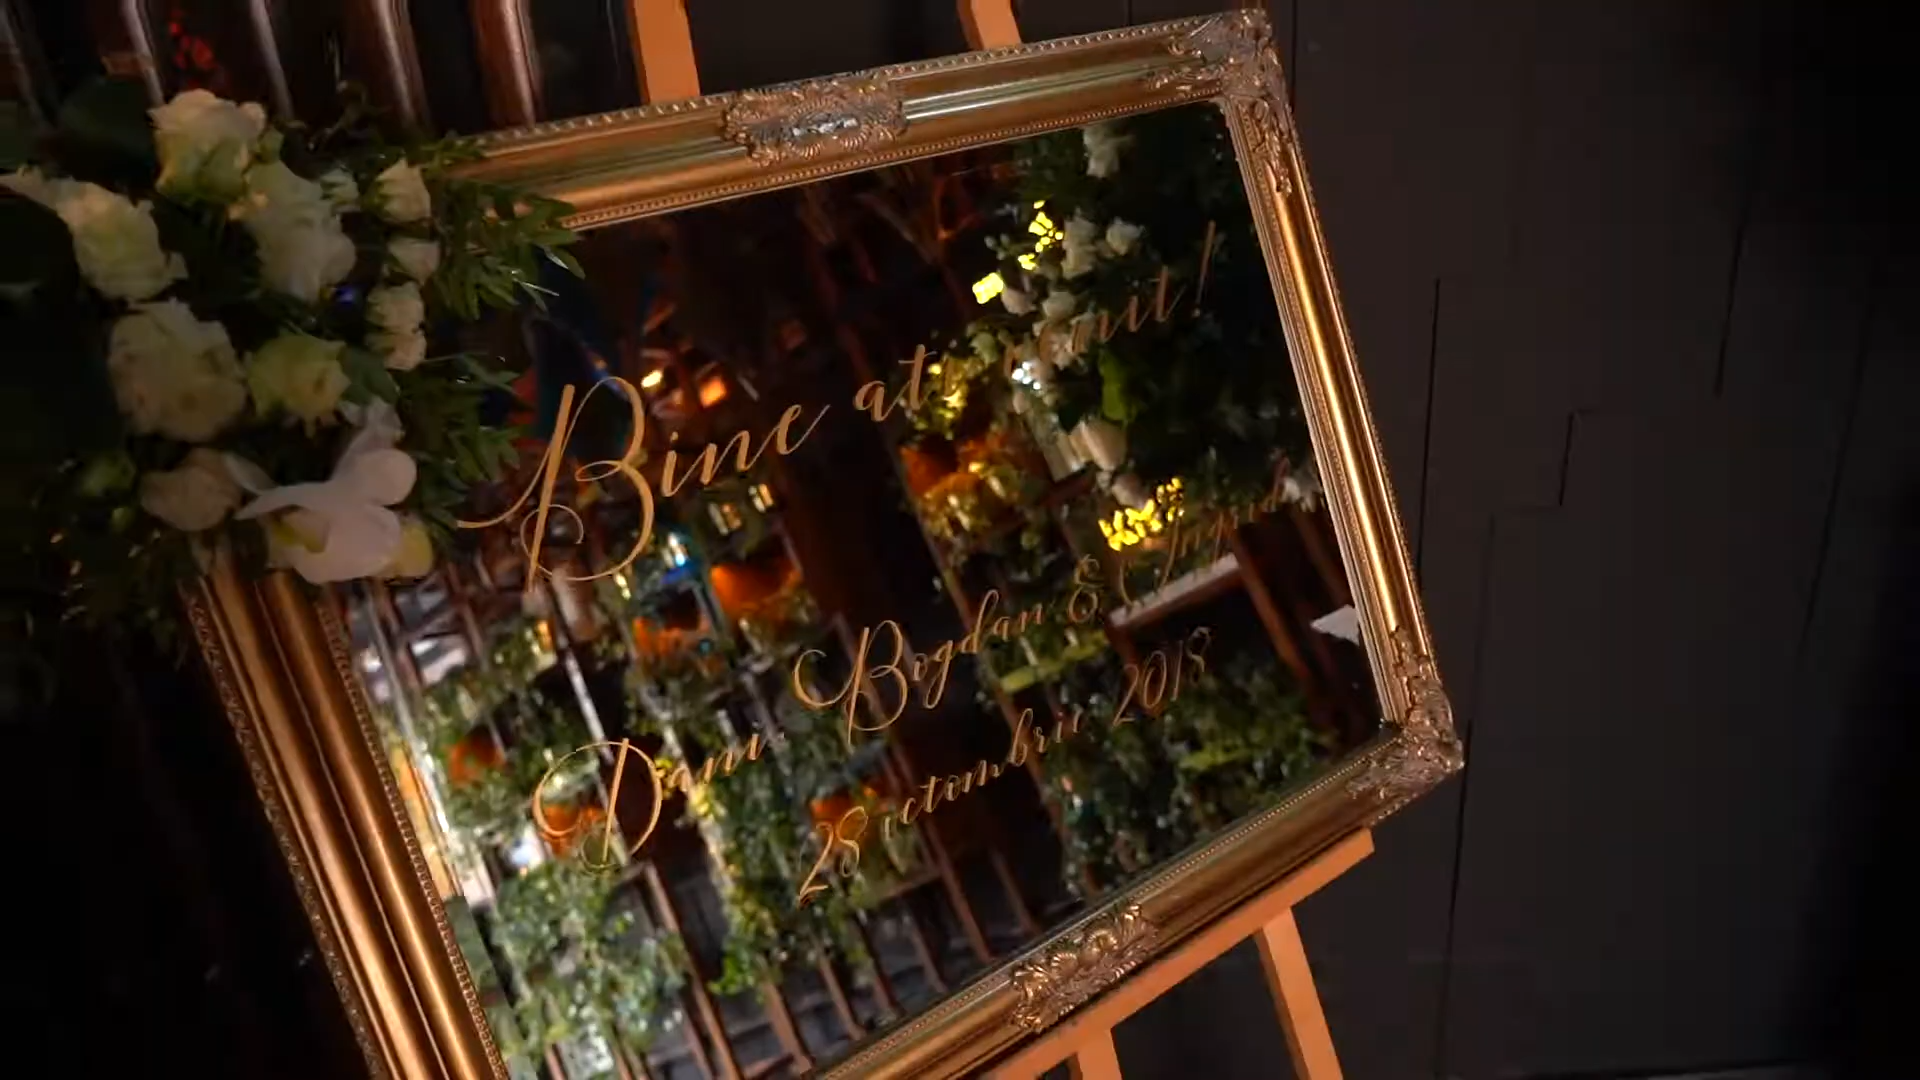 Bine ați venit!
Dani, Bogdan & Ingrid
28 octombrie 2018